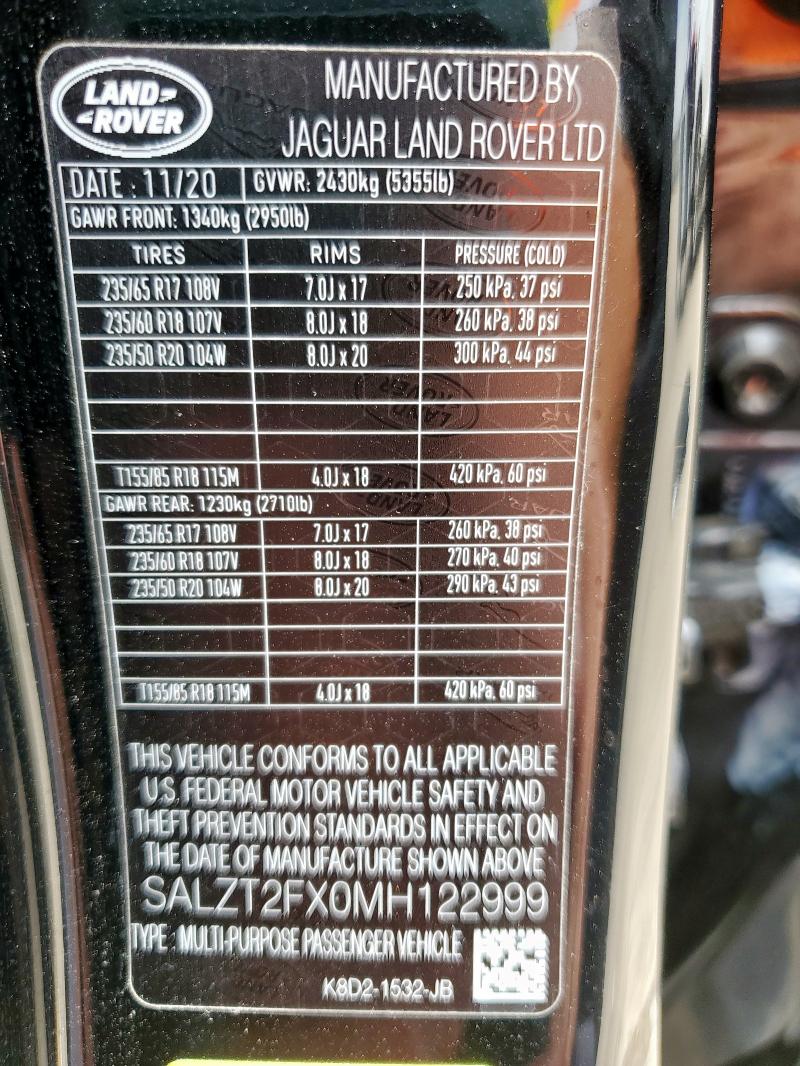 LAND-
-ROVER
MANUFACTURED BY
JAGUAR LAND ROVER LTD
DATE : 11/20 GVWR: 2430kg (5355lb)
GAWR FRONT: 1340kg (2950lb)
TIRES RIMS PRESSURE (COLD)
235/65 R17 108V 7.0J x 17 250 kPa, 37 psi
235/60 R18 107V 8.0J x 18 260 kPa, 38 psi
235/50 R20 104W 8.0J x 20 300 kPa, 44 psi
T155/85 R18 115M 4.0J x 18 420 kPa, 60 psi
GAWR REAR: 1230kg (2710lb)
235/65 R17 108V 7.0J x 17 260 kPa, 38 psi
235/60 R18 107V 8.0J x 18 270 kPa, 40 psi
235/50 R20 104W 8.0J x 20 290 kPa, 43 psi
T155/85 R18 115M 4.0J x 18 420 kPa, 60 psi
THIS VEHICLE CONFORMS TO ALL APPLICABLE
U.S. FEDERAL MOTOR VEHICLE SAFETY AND
THEFT PREVENTION STANDARDS IN EFFECT ON
THE DATE OF MANUFACTURE SHOWN ABOVE
SALZT2FX0MH122999
TYPE : MULTI-PURPOSE PASSENGER VEHICLE
K8D2-1532-JB